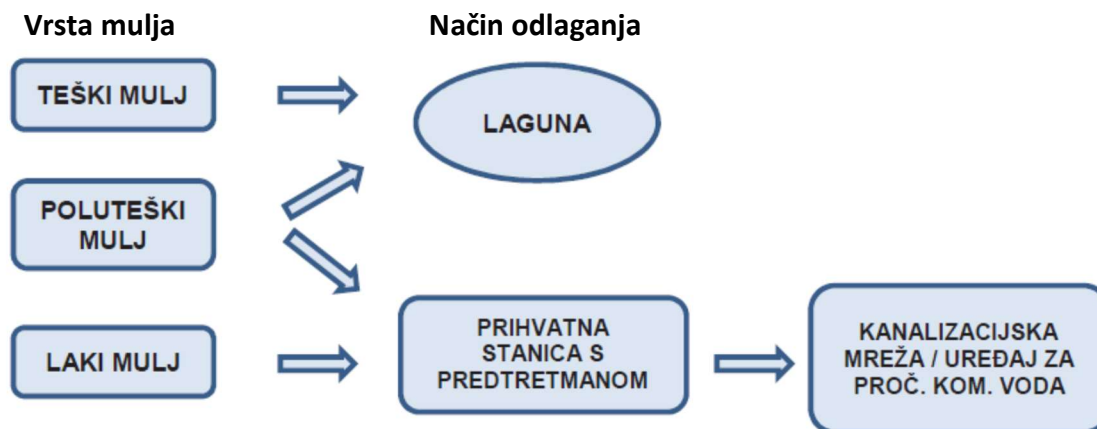 Vrsta mulja
Način odlaganja
TEŠKI MULJ
LAGUNA
POLUTEŠKI
MULJ
LAKI MULJ
PRIHVATNA
STANICA S
PREDTRETMANOM
KANALIZACIJSKA
MREŽA / UREĐAJ ZA
PROČ. KOM. VODA